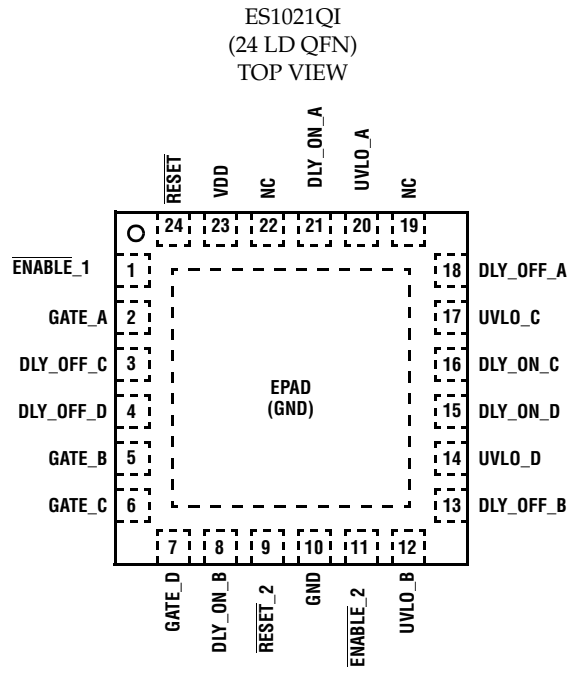 ES1021QI
(24 LD QFN)
TOP VIEW
RESET
VDD
NC
DLY_ON_A
UVLO_A
NC
24 23 22 21 20 19
ENABLE_1 1
GATE_A 2
DLY_OFF_C 3
DLY_OFF_D 4
GATE_B 5
GATE_C 6
EPAD
(GND)
18 DLY_OFF_A
17 UVLO_C
16 DLY_ON_C
15 DLY_ON_D
14 UVLO_D
13 DLY_OFF_B
7 8 9 10 11 12
GATE_D
DLY_ON_B
RESET_2
GND
ENABLE_2
UVLO_B